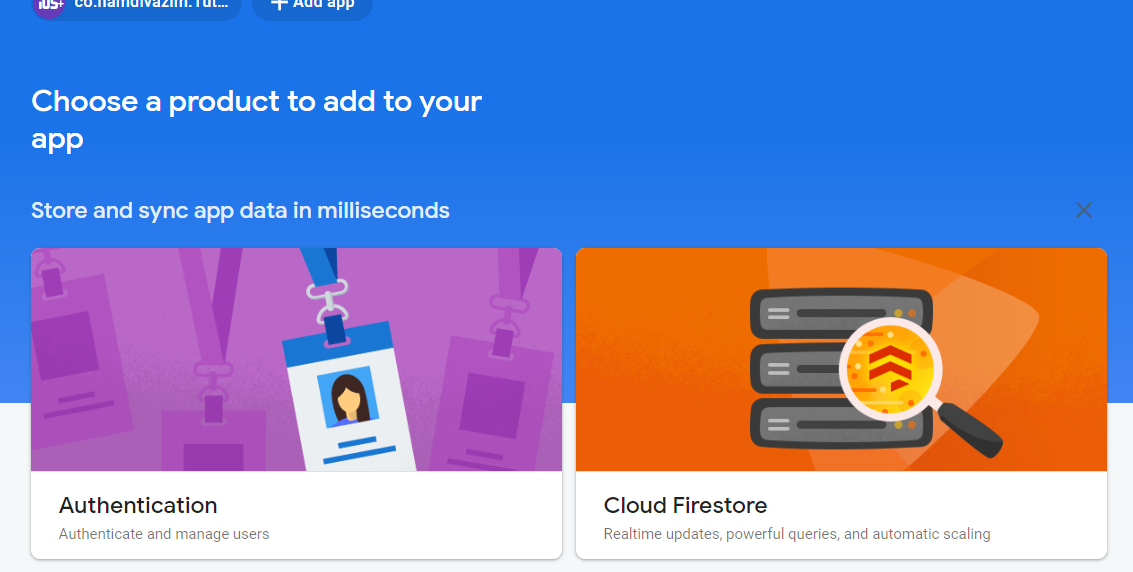 iOS+ co.hamdivazim.Tut... + Add app
Choose a product to add to your
app
Store and sync app data in milliseconds
Authentication
Authenticate and manage users
Cloud Firestore
Realtime updates, powerful queries, and automatic scaling